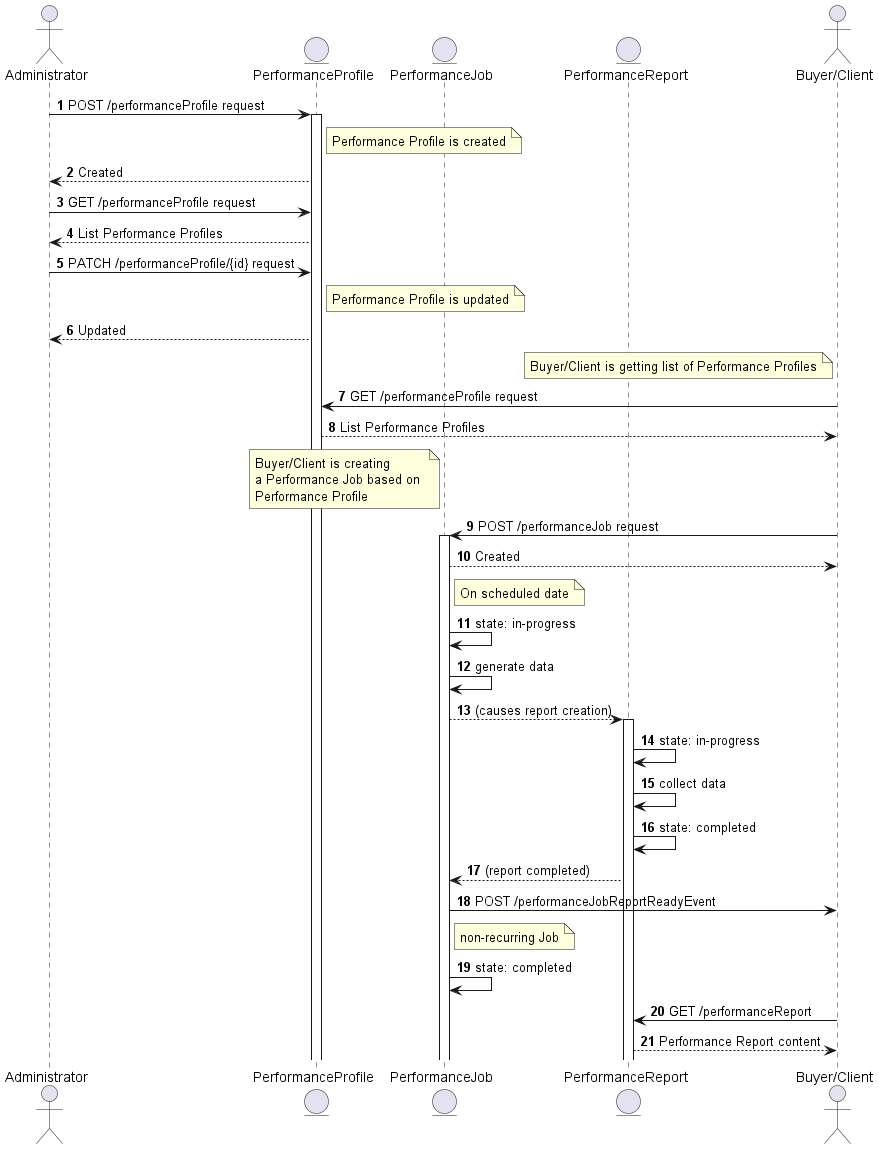 Administrator
PerformanceProfile
PerformanceJob
PerformanceReport
Buyer/Client
1 POST /performanceProfile request
Performance Profile is created
2 Created
3 GET /performanceProfile request
4 List Performance Profiles
5 PATCH /performanceProfile/{id} request
Performance Profile is updated
6 Updated
Buyer/Client is getting list of Performance Profiles
7 GET /performanceProfile request
8 List Performance Profiles
Buyer/Client is creating
a Performance Job based on
Performance Profile
9 POST /performanceJob request
10 Created
On scheduled date
11 state: in-progress
12 generate data
13 (causes report creation)
14 state: in-progress
15 collect data
16 state: completed
17 (report completed)
18 POST /performanceJobReportReadyEvent
non-recurring Job
19 state: completed
20 GET /performanceReport
21 Performance Report content
Administrator
PerformanceProfile
PerformanceJob
PerformanceReport
Buyer/Client